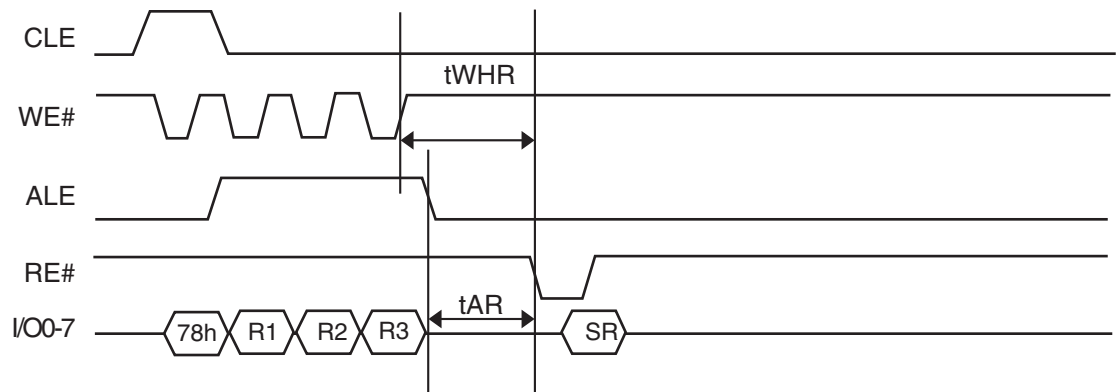 CLE
tWHR
WE#
ALE
RE#
tAR
I/O0-7
78h R1 R2 R3 SR